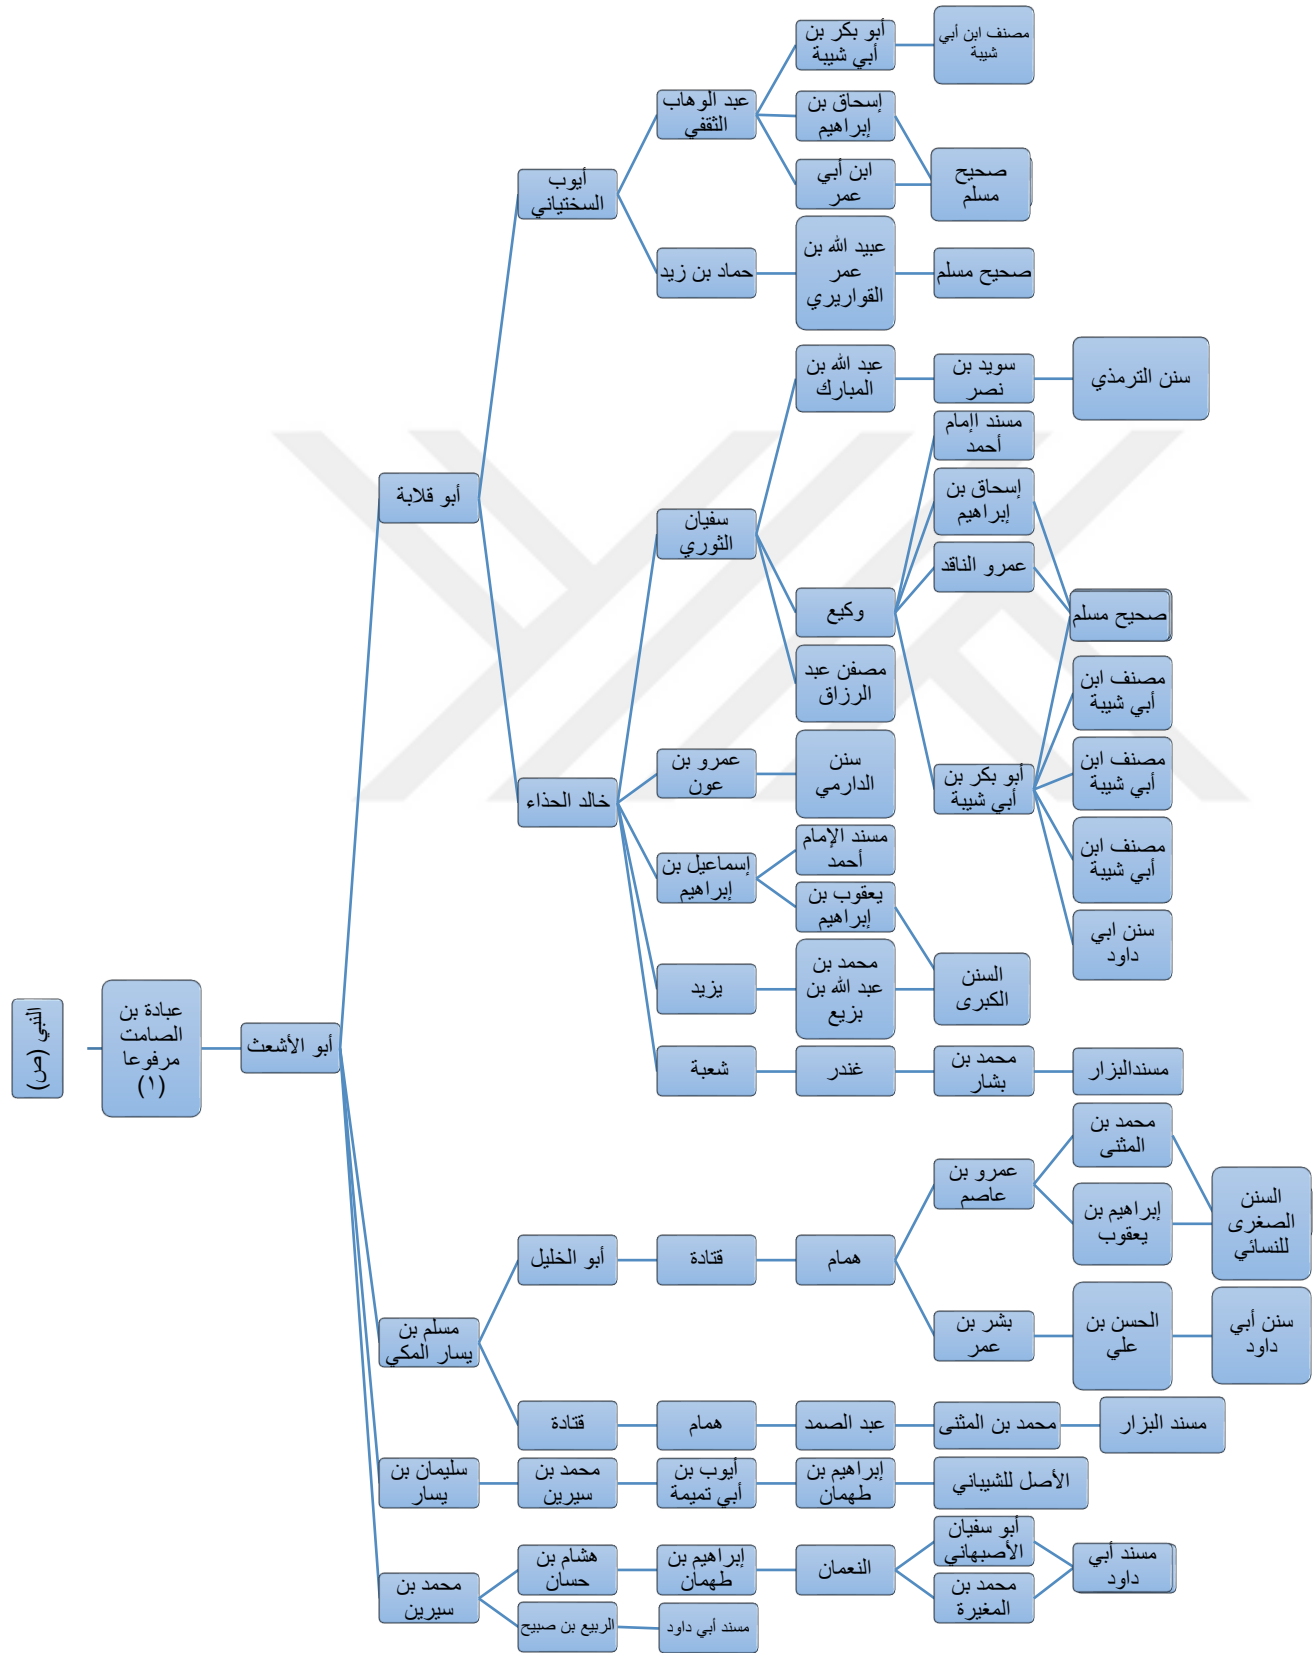 أبو بكر بن
أبي شيبة
مصنف ابن أبي
شيبة
عبد الوهاب
الثقفي
إسحاق بن
إبراهيم
ابن أبي
عمر
صحيح
مسلم
أيوب
السختياني
حماد بن زيد
عبيد الله بن
عمر
القواريري
صحيح مسلم
عبد الله بن
المبارك
سويد بن
نصر
سنن الترمذي
مسند اإمام
أحمد
أبو قلابة
سفيان
الثوري
إسحاق بن
إبراهيم
عمرو الناقد
وكيع
صحيح مسلم
مصفن عبد
الرزاق
مصنف ابن
أبي شيبة
خالد الحذاء
عمرو بن
عون
سنن
الدارمي
أبو بكر بن
أبي شيبة
مصنف ابن
أبي شيبة
مصنف ابن
أبي شيبة
إسماعيل بن
إبراهيم
مسند الإمام
أحمد
يعقوب بن
إبراهيم
سنن ابي
داود
يزيد
محمد بن
عبد الله بن
بزيع
السنن
الكبرى
النبي (ص)
عبادة بن
الصامت
مرفوعا
(١)
أبو الأشعث
شعبة
غندر
محمد بن
بشار
مسندالبزار
محمد بن
المثنى
عمرو بن
عاصم
إبراهيم بن
يعقوب
السنن
الصغرى
للنسائي
أبو الخليل
قتادة
همام
مسلم بن
يسار المكي
بشر بن
عمر
الحسن بن
علي
سنن أبي
داود
قتادة
همام
عبد الصمد
محمد بن المثنى
مسند البزار
سليمان بن
يسار
محمد بن
سيرين
أيوب بن
أبي تميمة
إبراهيم بن
طهمان
الأصل للشيباني
محمد بن
سيرين
هشام بن
حسان
إبراهيم بن
طهمان
النعمان
أبو سفيان
الأصبهاني
محمد بن
المغيرة
مسند أبي
داود
الربيع بن صبيح
مسند أبي داود